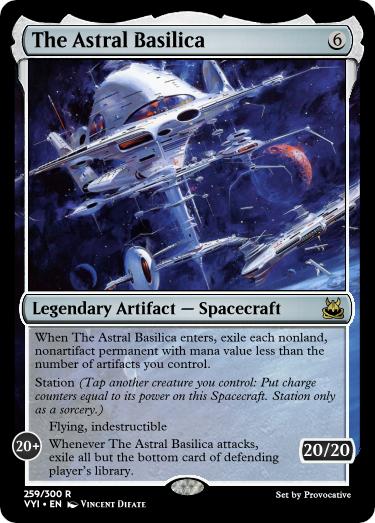 The Astral Basilica 6
Legendary Artifact — Spacecraft
When The Astral Basilica enters, exile each nonland,
nonartifact permanent with mana value less than the
number of artifacts you control.
Station (Tap another creature you control: Put charge
counters equal to its power on this Spacecraft. Station only
as a sorcery.)
Flying, indestructible
20+ Whenever The Astral Basilica attacks,
exile all but the bottom card of defending
player's library.
20/20
259/300 R
VYI • EN Vincent Difate
Set by Provocative